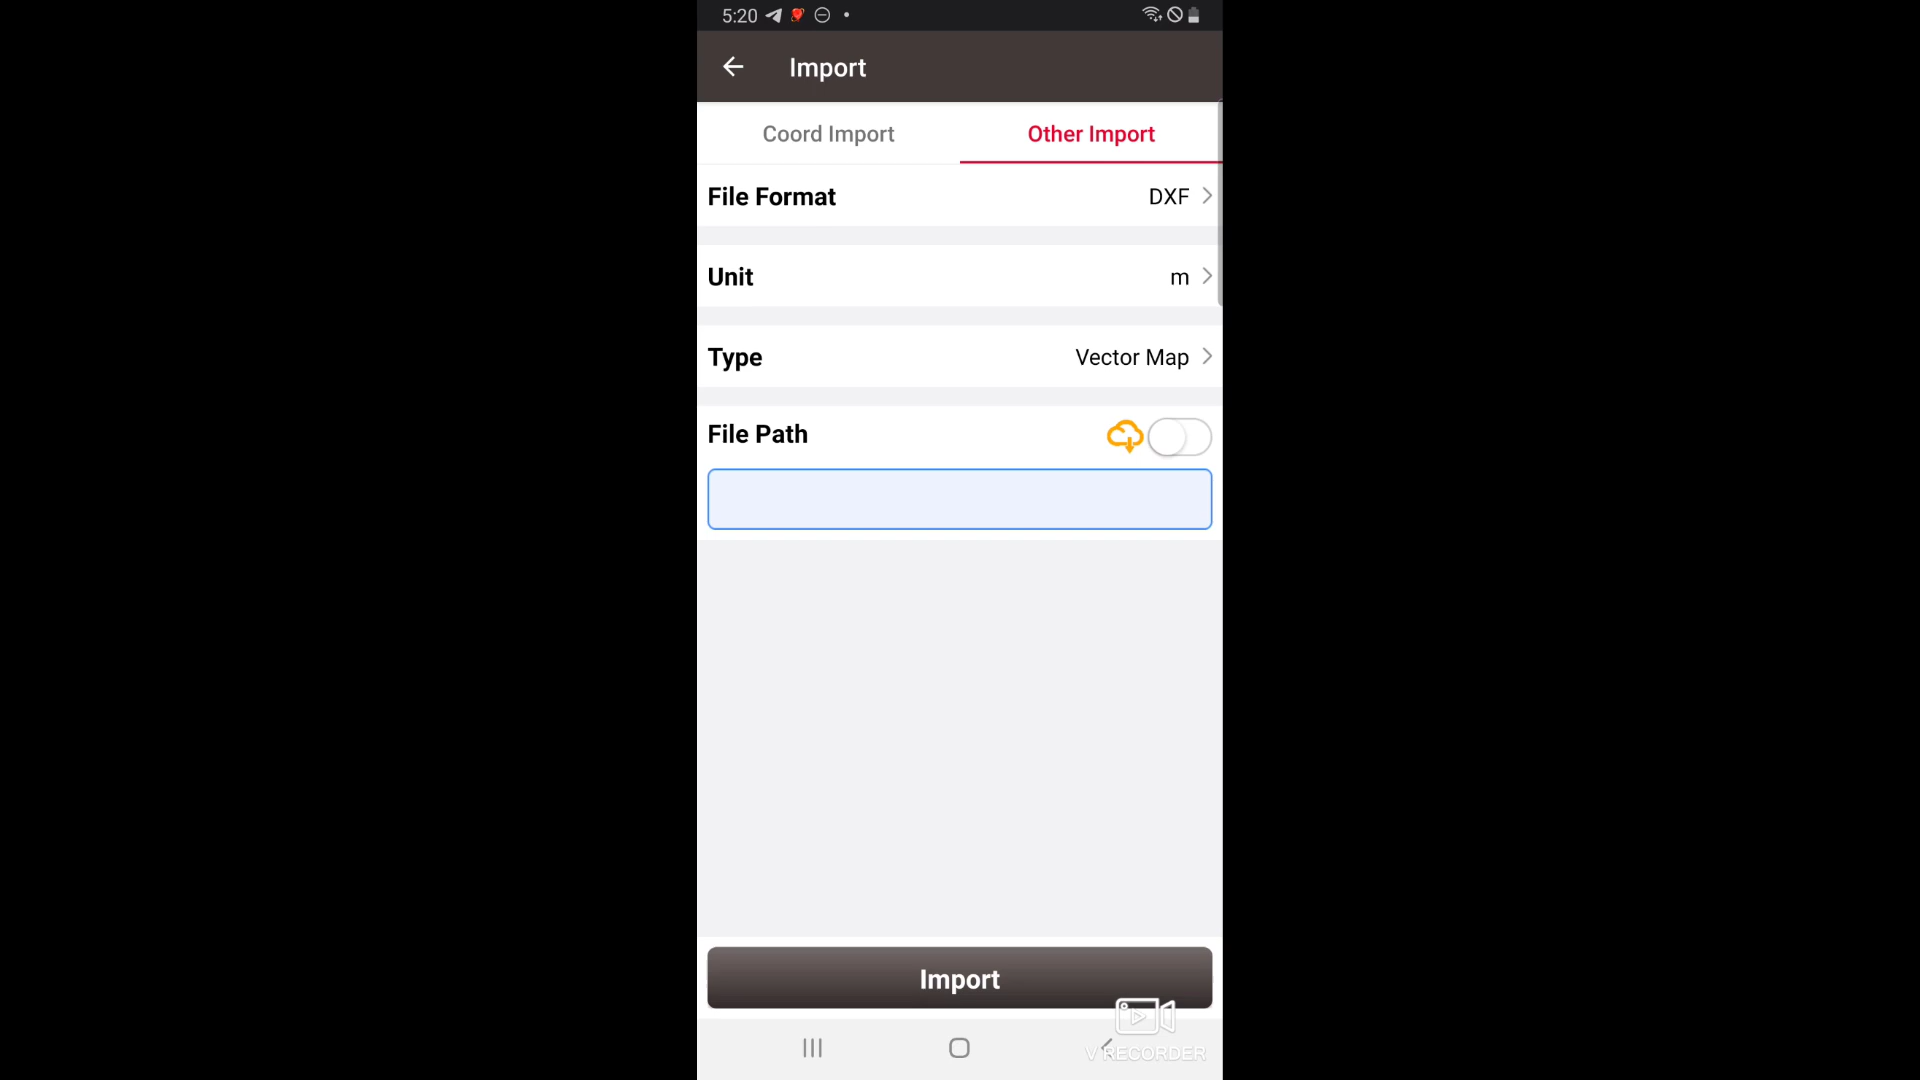 5:20
Import
Coord Import
Other Import
File Format
DXF
Unit
m
Type
Vector Map
File Path
Import
V RECORDER